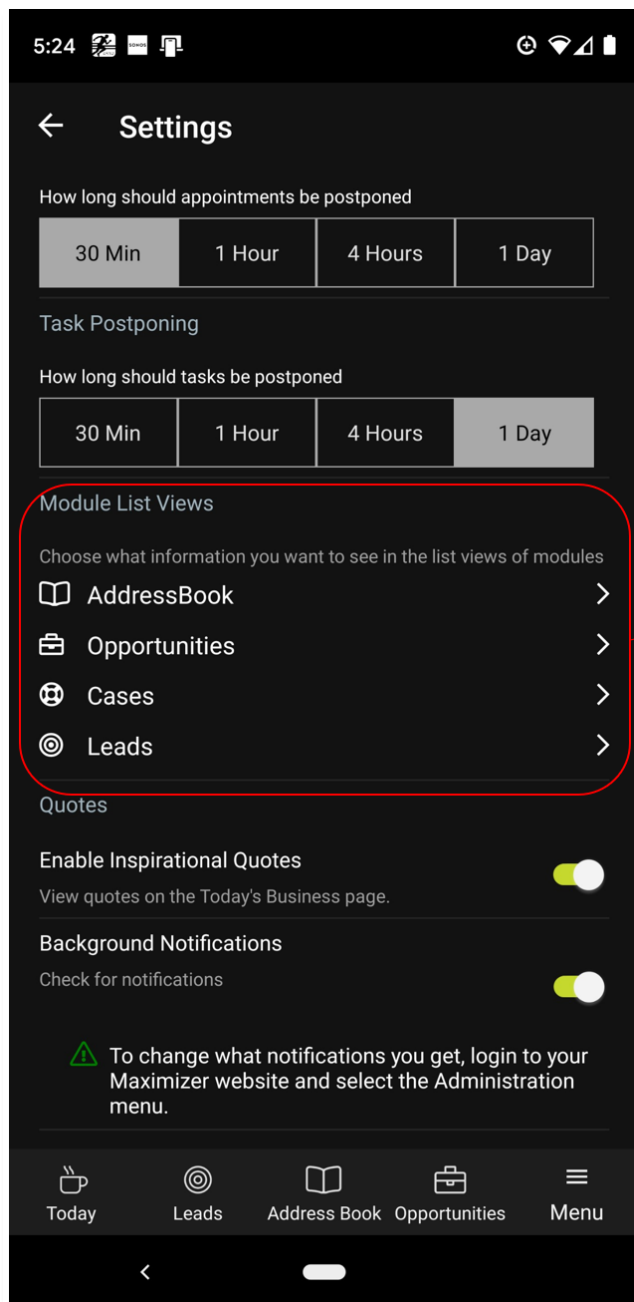 5:24 SONOS
Settings
How long should appointments be postponed
30 Min 1 Hour 4 Hours 1 Day
Task Postponing
How long should tasks be postponed
30 Min 1 Hour 4 Hours 1 Day
Module List Views
Choose what information you want to see in the list views of modules
AddressBook
Opportunities
Cases
Leads
Quotes
Enable Inspirational Quotes
View quotes on the Today's Business page.
Background Notifications
Check for notifications
To change what notifications you get, login to your
Maximizer website and select the Administration
menu.
Today Leads Address Book Opportunities Menu